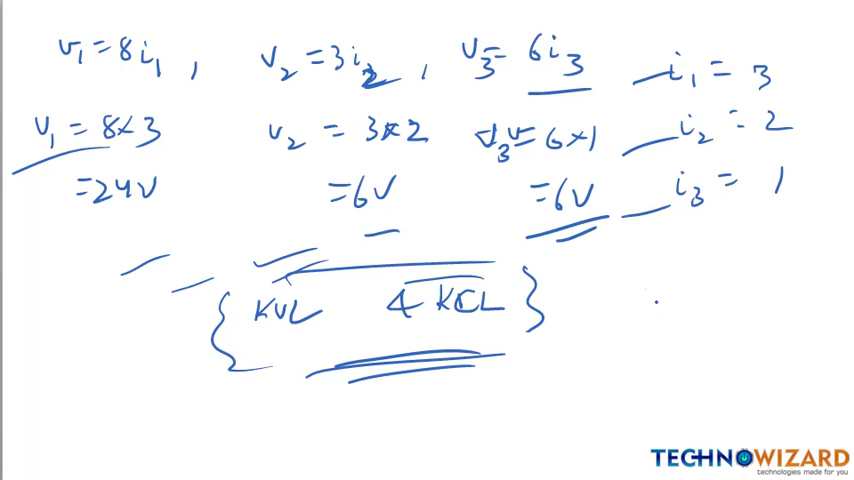 v₁ = 8i₁ , v₂ = 3i₂ , v₃ = 6i₃ i₁ = 3
v₁ = 8×3 v₂ = 3×2 v₃ = 6×1 i₂ = 2
=24V =6V =6V i₃ = 1
{ KVL & KCL }
TECHNOWIZARD
technologies made for you